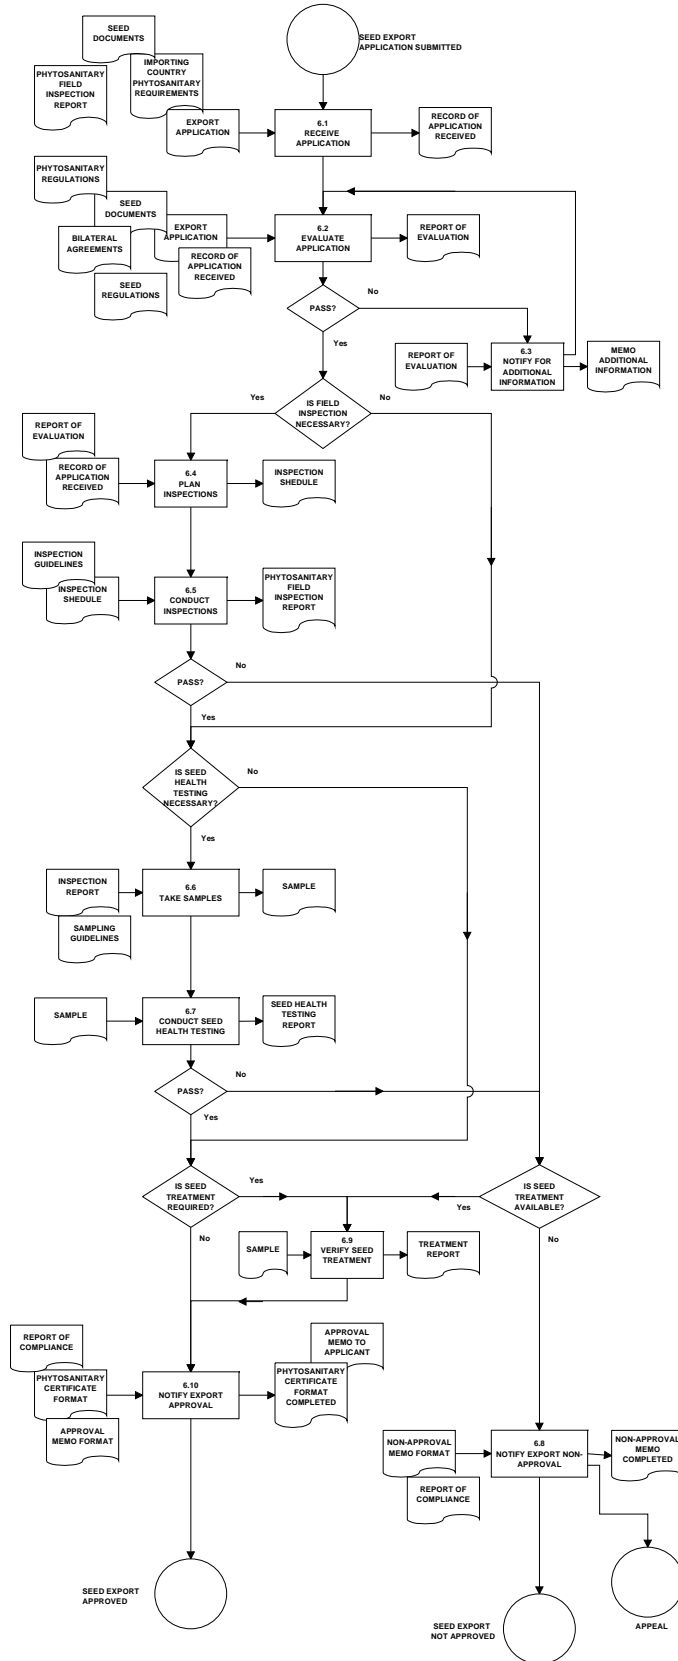 SEED
DOCUMENTS
SEED EXPORT
APPLICATION SUBMITTED
PHYTOSANITARY
FIELD
INSPECTION
REPORT
IMPORTING
COUNTRY
PHYTOSANITARY
REQUIREMENTS
EXPORT
APPLICATION
6.1
RECEIVE
APPLICATION
RECORD OF
APPLICATION
RECEIVED
PHYTOSANITARY
REGULATIONS
SEED
DOCUMENTS
BILATERAL
AGREEMENTS
EXPORT
APPLICATION
RECORD OF
APPLICATION
RECEIVED
SEED
REGULATIONS
6.2
EVALUATE
APPLICATION
REPORT OF
EVALUATION
PASS?
No
Yes
REPORT OF
EVALUATION
6.3
NOTIFY FOR
ADDITIONAL
INFORMATION
MEMO
ADDITIONAL
INFORMATION
IS FIELD
INSPECTION
NECESSARY?
Yes
No
REPORT OF
EVALUATION
RECORD OF
APPLICATION
RECEIVED
6.4
PLAN
INSPECTIONS
INSPECTION
SHEDULE
INSPECTION
GUIDELINES
INSPECTION
SHEDULE
6.5
CONDUCT
INSPECTIONS
PHYTOSANITARY
FIELD
INSPECTION
REPORT
PASS?
No
Yes
IS SEED
HEALTH
TESTING
NECESSARY?
No
Yes
INSPECTION
REPORT
SAMPLING
GUIDELINES
6.6
TAKE SAMPLES
SAMPLE
SAMPLE
6.7
CONDUCT SEED
HEALTH TESTING
SEED HEALTH
TESTING
REPORT
PASS?
No
Yes
IS SEED
TREATMENT
REQUIRED?
Yes
No
IS SEED
TREATMENT
AVAILABLE?
Yes
No
SAMPLE
6.9
VERIFY SEED
TREATMENT
TREATMENT
REPORT
REPORT OF
COMPLIANCE
PHYTOSANITARY
CERTIFICATE
FORMAT
APPROVAL
MEMO FORMAT
6.10
NOTIFY EXPORT
APPROVAL
APPROVAL
MEMO TO
APPLICANT
PHYTOSANITARY
CERTIFICATE
FORMAT
COMPLETED
NON-APPROVAL
MEMO FORMAT
REPORT OF
COMPLIANCE
6.8
NOTIFY EXPORT NON-
APPROVAL
NON-APPROVAL
MEMO
COMPLETED
SEED EXPORT
APPROVED
SEED EXPORT
NOT APPROVED
APPEAL